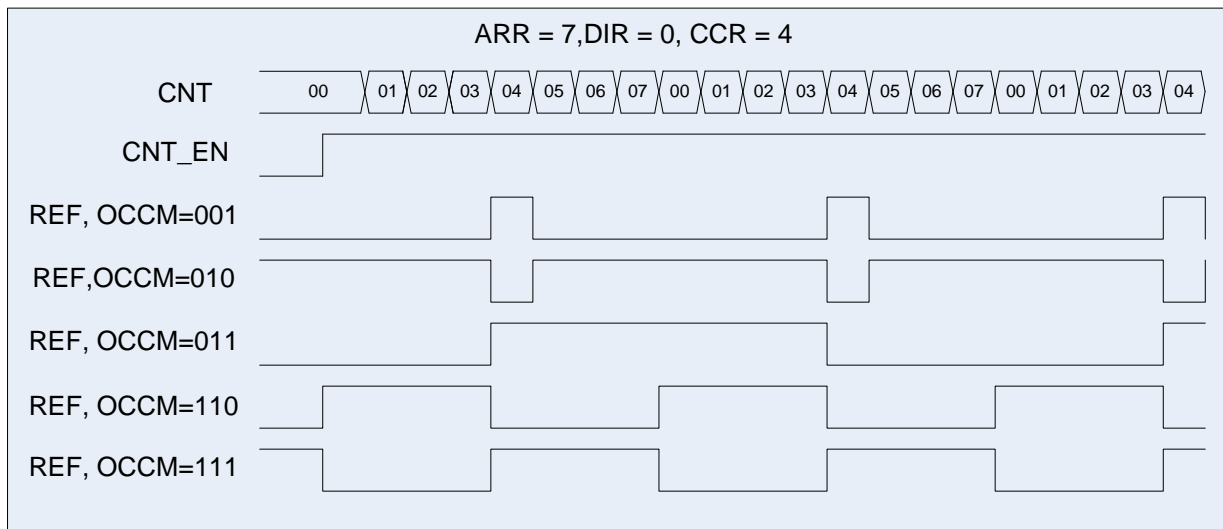 ARR = 7,DIR = 0, CCR = 4
CNT 00 01 02 03 04 05 06 07 00 01 02 03 04 05 06 07 00 01 02 03 04
CNT_EN
REF, OCCM=001
REF,OCCM=010
REF, OCCM=011
REF, OCCM=110
REF, OCCM=111